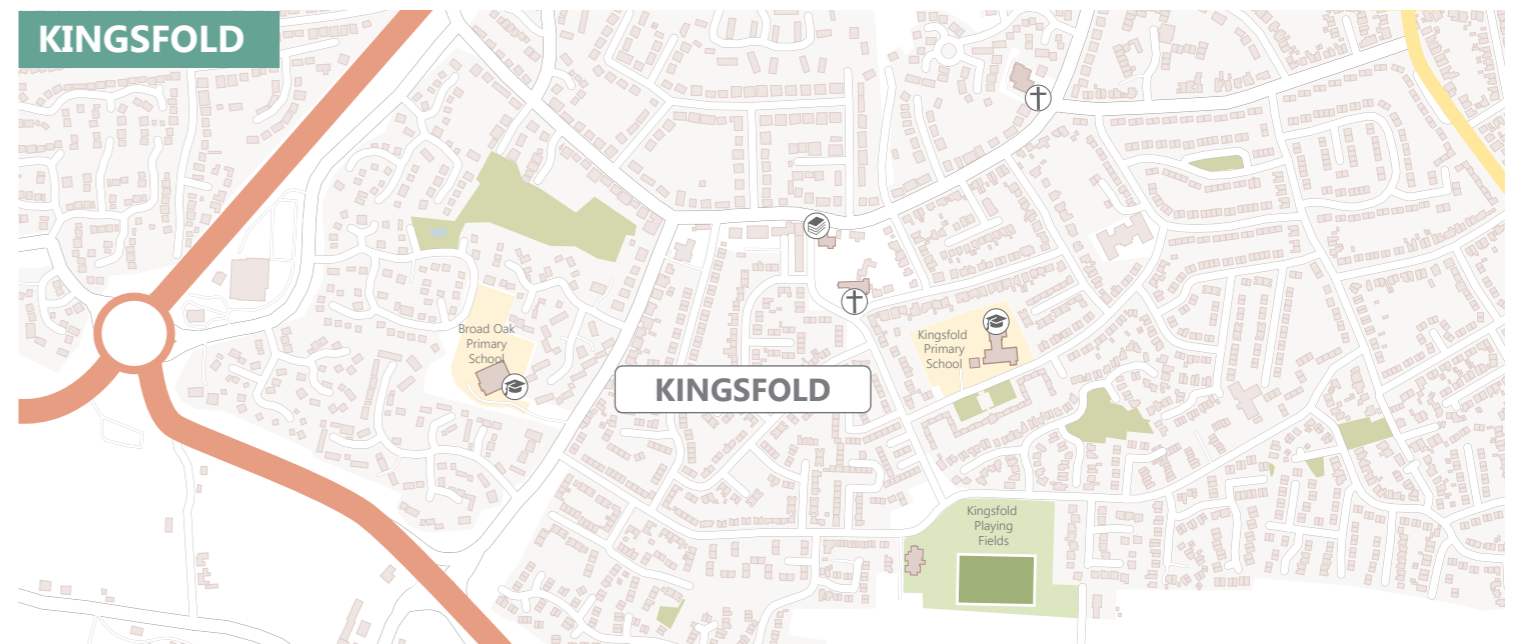 KINGSFOLD
Broad Oak
Primary
School
Kingsfold
Primary
School
KINGSFOLD
Kingsfold
Playing
Fields